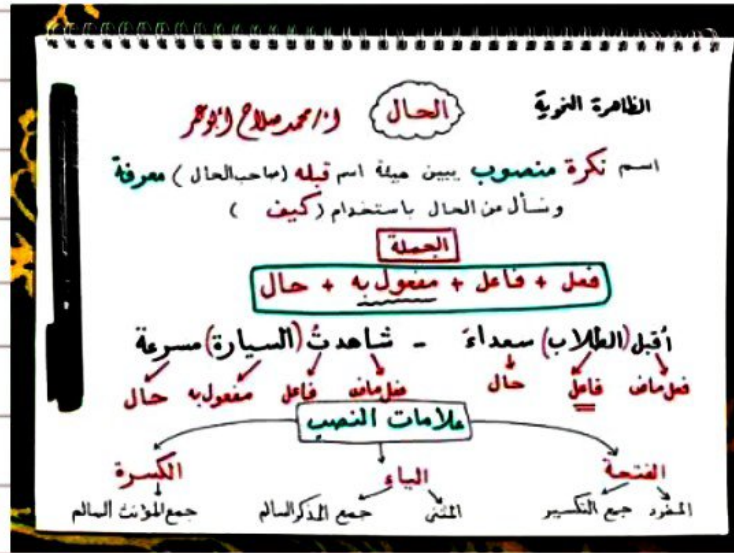 الظاهرة النحوية الحال أ/محمد صلاح أبو عمر
اسم نكرة منصوب يبين هيئة اسم قبله (صاحب الحال) معرفة
ونسأل عن الحال باستخدام (كيف)
الجملة
فعل + فاعل + مفعول به + حال
أقبل (الطلاب) سعداءَ - شاهدتُ (السيارة) مسرعة
فعل ماض فاعل حال فعل ماض فاعل مفعول به حال
علامات النصب
الفتحة الياء الكسرة
المفرد جمع التكسير المثنى جمع المذكر السالم جمع المؤنث السالم